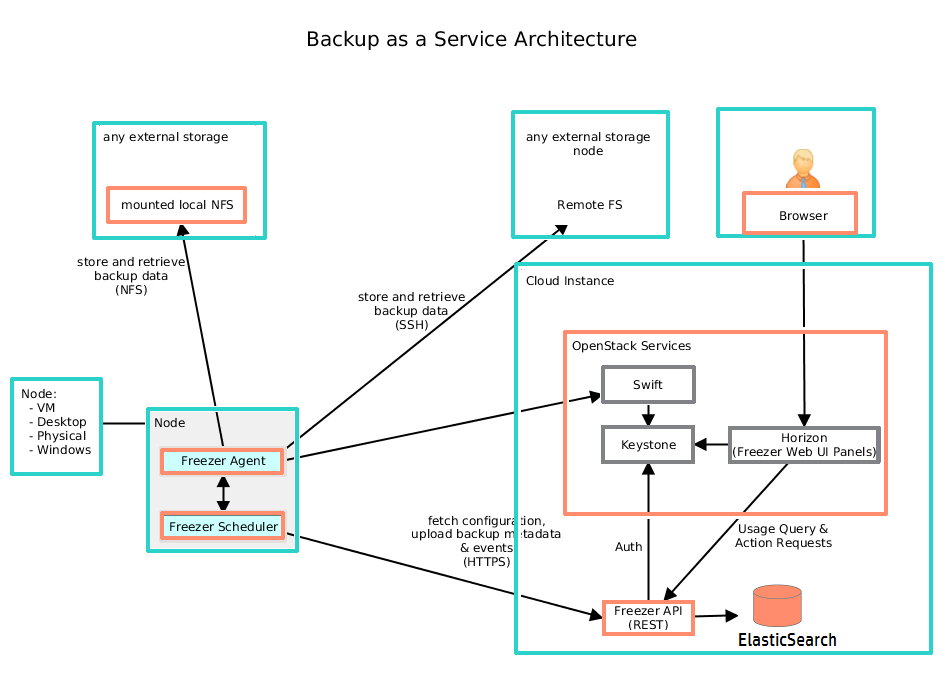 Backup as a Service Architecture
any external storage
mounted local NFS
any external storage
node
Remote FS
Browser
store and retrieve
backup data
(NFS)
store and retrieve
backup data
(SSH)
Cloud Instance
OpenStack Services
Swift
Keystone
Horizon
(Freezer Web UI Panels)
Node:
- VM
- Desktop
- Physical
- Windows
Node
Freezer Agent
Freezer Scheduler
fetch configuration,
upload backup metadata
& events
(HTTPS)
Auth
Usage Query &
Action Requests
Freezer API
(REST)
ElasticSearch